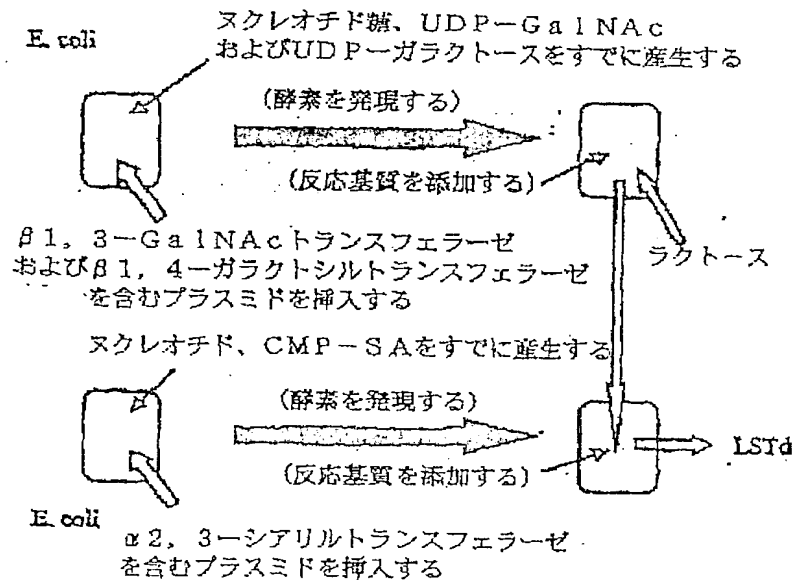 E. coli
ヌクレオチド糖、UDP－GalNAc
およびUDP－ガラクトースをすでに産生する
(酵素を発現する)
(反応基質を添加する)
β1，3－GalNAcトランスフェラーゼ
およびβ1，4－ガラクトシルトランスフェラーゼ
を含むプラスミドを挿入する
ラクトース
ヌクレオチド、CMP－SAをすでに産生する
(酵素を発現する)
(反応基質を添加する)
LSTd
E. coli
α2，3－シアリルトランスフェラーゼ
を含むプラスミドを挿入する